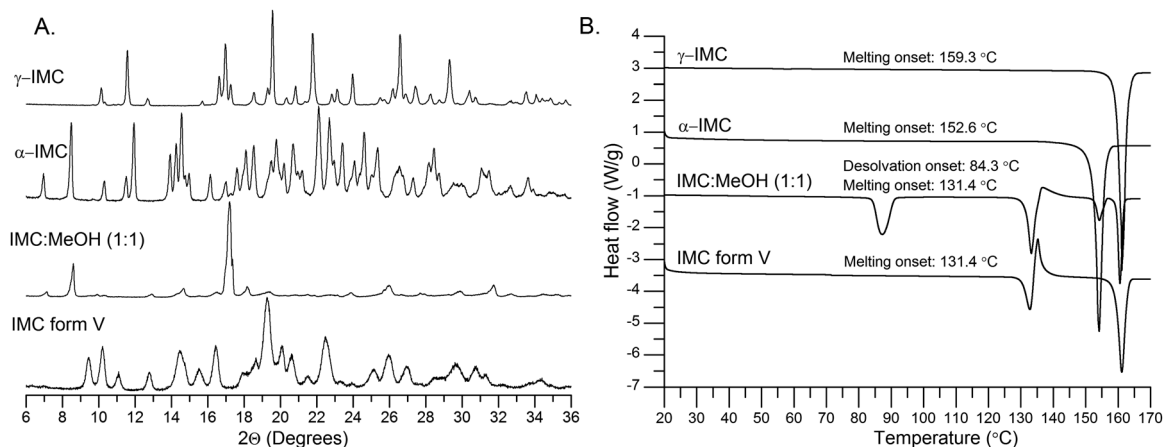 A.
γ–IMC
α–IMC
IMC:MeOH (1:1)
IMC form V
6 8 10 12 14 16 18 20 22 24 26 28 30 32 34 36
2Θ (Degrees)
B.
4
3
2
1
0
-1
-2
-3
-4
-5
-6
-7
Heat flow (W/g)
γ–IMC
Melting onset: 159.3 °C
α–IMC
Melting onset: 152.6 °C
Desolvation onset: 84.3 °C
IMC:MeOH (1:1)
Melting onset: 131.4 °C
IMC form V
Melting onset: 131.4 °C
20 30 40 50 60 70 80 90 100 110 120 130 140 150 160 170
Temperature (°C)